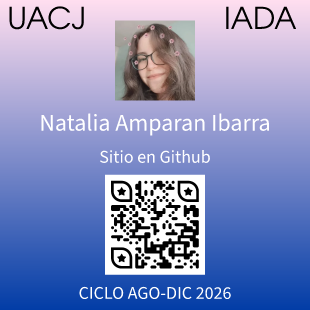 UACJ IADA
Natalia Amparan Ibarra
Sitio en Github
CICLO AGO-DIC 2026